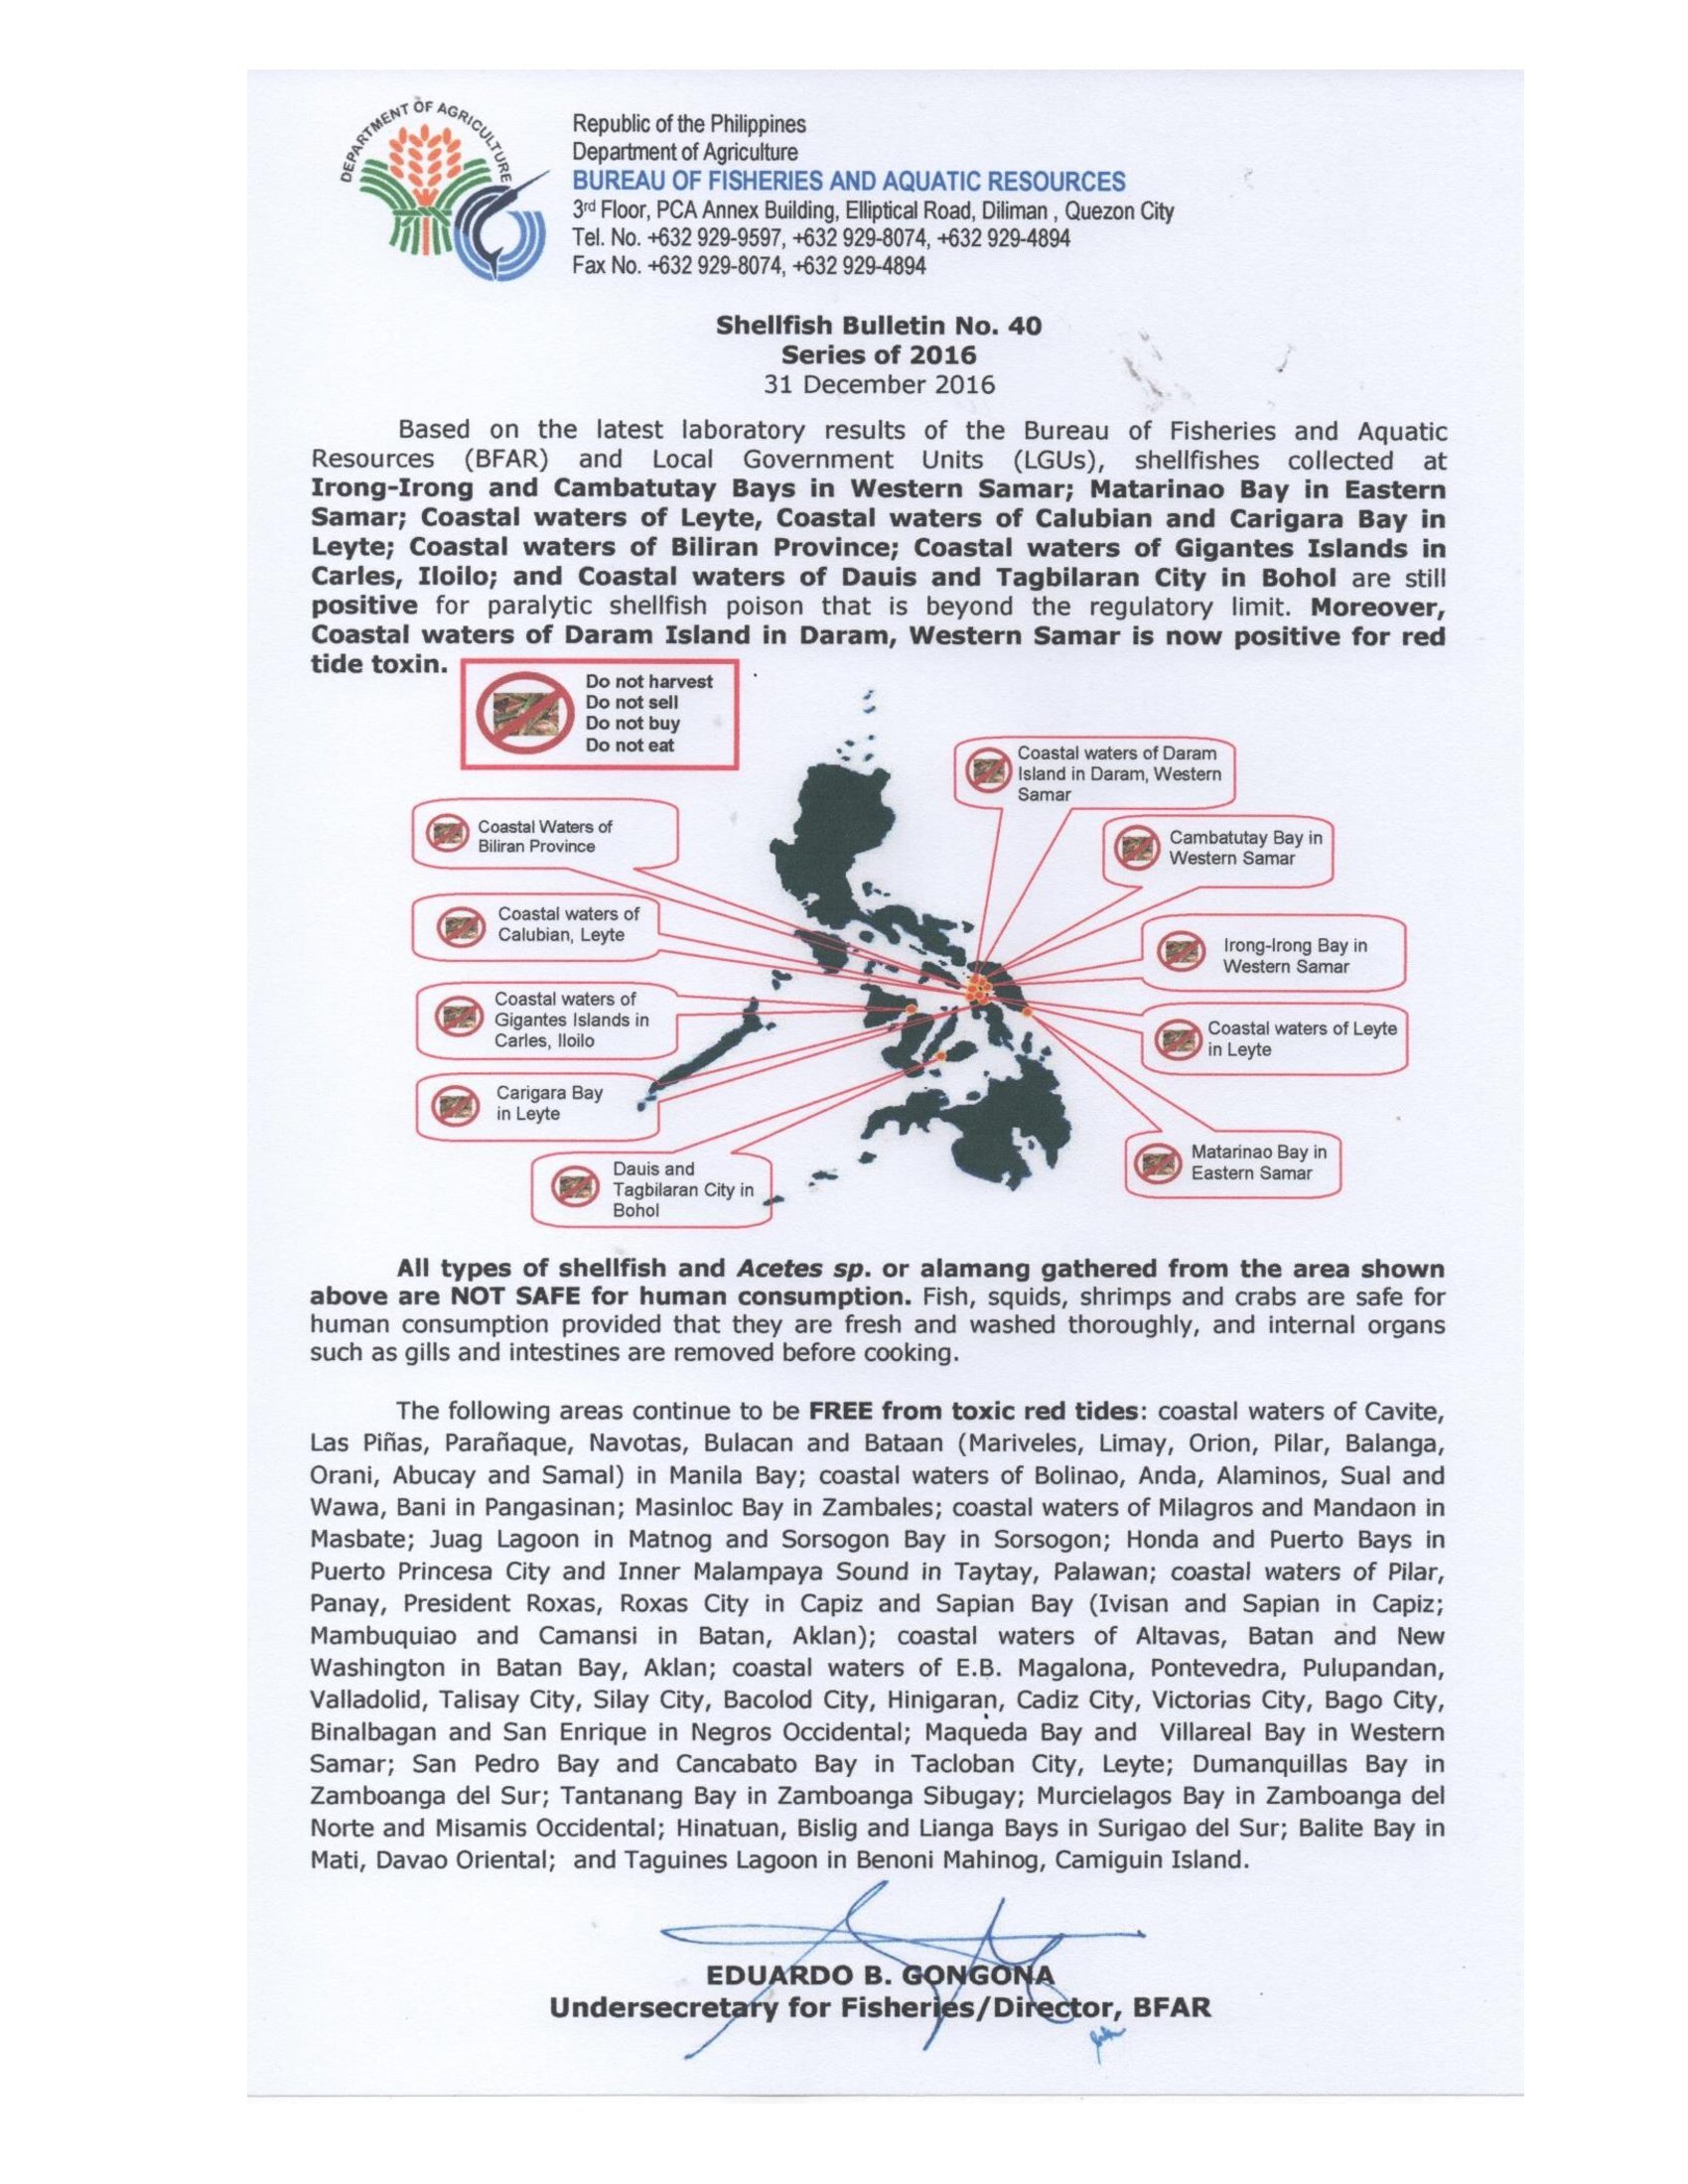 DEPARTMENT OF AGRICULTURE
Republic of the Philippines
Department of Agriculture
BUREAU OF FISHERIES AND AQUATIC RESOURCES
3rd Floor, PCA Annex Building, Elliptical Road, Diliman , Quezon City
Tel. No. +632 929-9597, +632 929-8074, +632 929-4894
Fax No. +632 929-8074, +632 929-4894
Shellfish Bulletin No. 40
Series of 2016
31 December 2016
Based on the latest laboratory results of the Bureau of Fisheries and Aquatic
Resources (BFAR) and Local Government Units (LGUs), shellfishes collected at
Irong-Irong and Cambatutay Bays in Western Samar; Matarinao Bay in Eastern
Samar; Coastal waters of Leyte, Coastal waters of Calubian and Carigara Bay in
Leyte; Coastal waters of Biliran Province; Coastal waters of Gigantes Islands in
Carles, Iloilo; and Coastal waters of Dauis and Tagbilaran City in Bohol are still
positive for paralytic shellfish poison that is beyond the regulatory limit. Moreover,
Coastal waters of Daram Island in Daram, Western Samar is now positive for red
tide toxin.
Do not harvest
Do not sell
Do not buy
Do not eat
Coastal waters of Daram
Island in Daram, Western
Samar
Coastal Waters of
Biliran Province
Cambatutay Bay in
Western Samar
Coastal waters of
Calubian, Leyte
Irong-Irong Bay in
Western Samar
Coastal waters of
Gigantes Islands in
Carles, Iloilo
Coastal waters of Leyte
in Leyte
Carigara Bay
in Leyte
Matarinao Bay in
Eastern Samar
Dauis and
Tagbilaran City in
Bohol
All types of shellfish and Acetes sp. or alamang gathered from the area shown
above are NOT SAFE for human consumption. Fish, squids, shrimps and crabs are safe for
human consumption provided that they are fresh and washed thoroughly, and internal organs
such as gills and intestines are removed before cooking.
The following areas continue to be FREE from toxic red tides: coastal waters of Cavite,
Las Piñas, Parañaque, Navotas, Bulacan and Bataan (Mariveles, Limay, Orion, Pilar, Balanga,
Orani, Abucay and Samal) in Manila Bay; coastal waters of Bolinao, Anda, Alaminos, Sual and
Wawa, Bani in Pangasinan; Masinloc Bay in Zambales; coastal waters of Milagros and Mandaon in
Masbate; Juag Lagoon in Matnog and Sorsogon Bay in Sorsogon; Honda and Puerto Bays in
Puerto Princesa City and Inner Malampaya Sound in Taytay, Palawan; coastal waters of Pilar,
Panay, President Roxas, Roxas City in Capiz and Sapian Bay (Ivisan and Sapian in Capiz;
Mambuquiao and Camansi in Batan, Aklan); coastal waters of Altavas, Batan and New
Washington in Batan Bay, Aklan; coastal waters of E.B. Magalona, Pontevedra, Pulupandan,
Valladolid, Talisay City, Silay City, Bacolod City, Hinigaran, Cadiz City, Victorias City, Bago City,
Binalbagan and San Enrique in Negros Occidental; Maqueda Bay and Villareal Bay in Western
Samar; San Pedro Bay and Cancabato Bay in Tacloban City, Leyte; Dumanquillas Bay in
Zamboanga del Sur; Tantanang Bay in Zamboanga Sibugay; Murcielagos Bay in Zamboanga del
Norte and Misamis Occidental; Hinatuan, Bislig and Lianga Bays in Surigao del Sur; Balite Bay in
Mati, Davao Oriental; and Taguines Lagoon in Benoni Mahinog, Camiguin Island.
EDUARDO B. GONGONA
Undersecretary for Fisheries/Director, BFAR